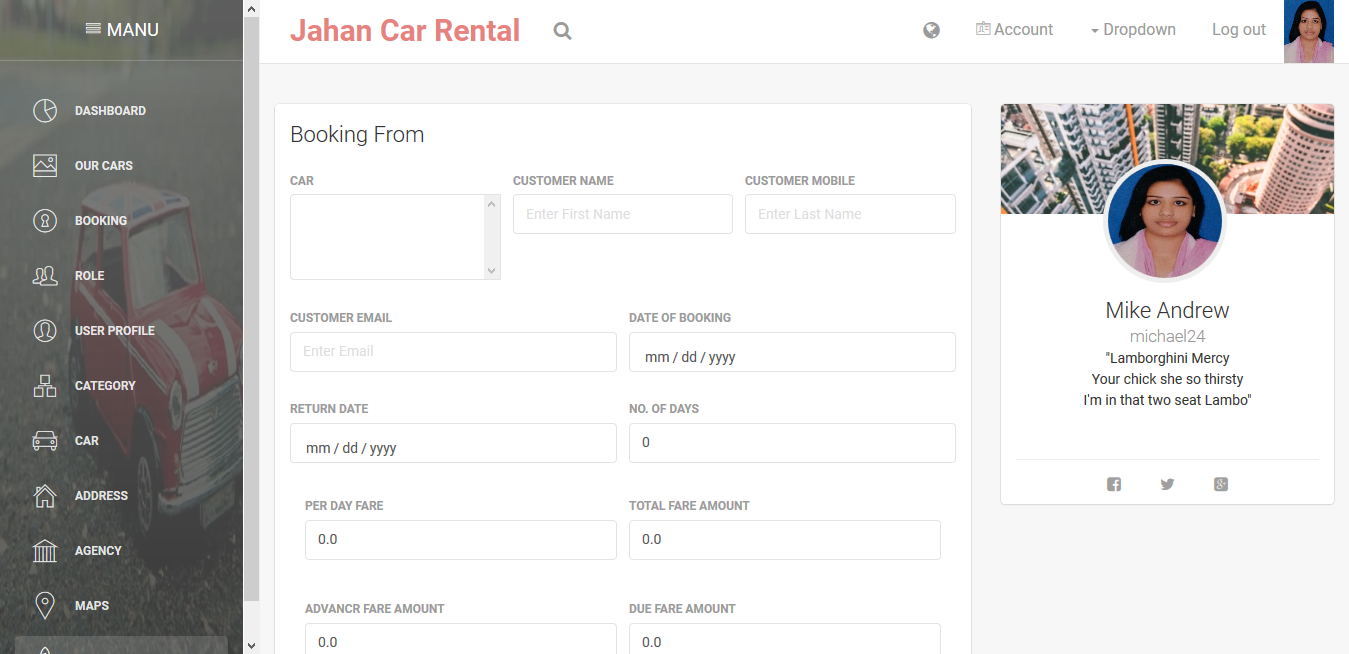 MANU
DASHBOARD
OUR CARS
BOOKING
ROLE
USER PROFILE
CATEGORY
CAR
ADDRESS
AGENCY
MAPS
Jahan Car Rental
Account
Dropdown
Log out
Booking From
CAR
CUSTOMER NAME
CUSTOMER MOBILE
Enter First Name
Enter Last Name
CUSTOMER EMAIL
DATE OF BOOKING
Enter Email
mm / dd / yyyy
RETURN DATE
NO. OF DAYS
mm / dd / yyyy
0
PER DAY FARE
TOTAL FARE AMOUNT
0.0
0.0
ADVANCR FARE AMOUNT
DUE FARE AMOUNT
0.0
0.0
Mike Andrew
michael24
"Lamborghini Mercy
Your chick she so thirsty
I'm in that two seat Lambo"